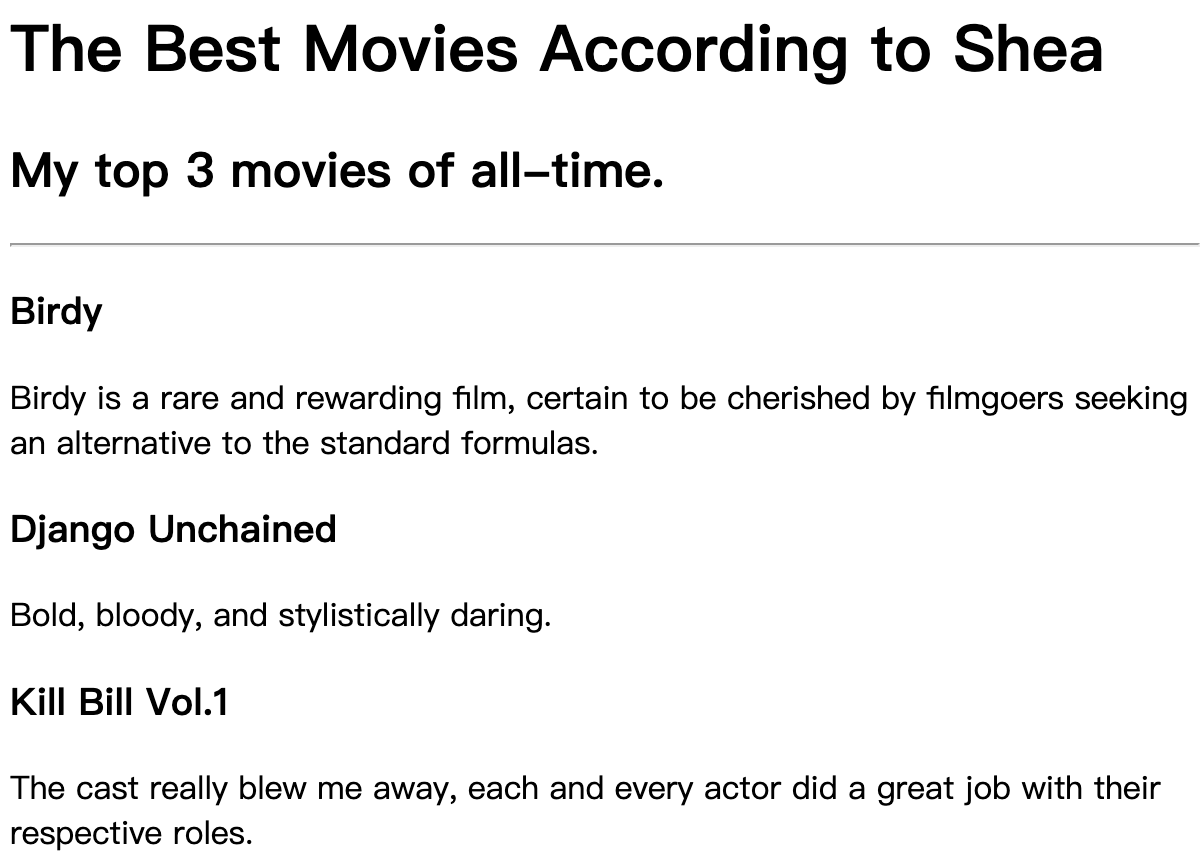 The Best Movies According to Shea
My top 3 movies of all-time.
Birdy
Birdy is a rare and rewarding film, certain to be cherished by filmgoers seeking
an alternative to the standard formulas.
Django Unchained
Bold, bloody, and stylistically daring.
Kill Bill Vol.1
The cast really blew me away, each and every actor did a great job with their
respective roles.